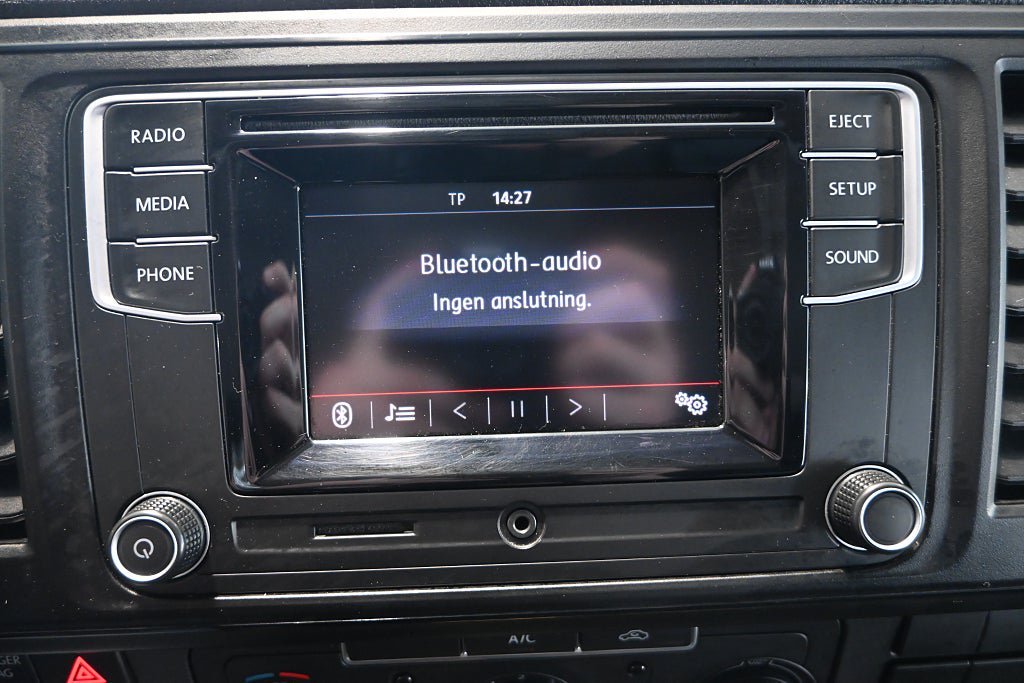 RADIO
MEDIA
PHONE
EJECT
SETUP
SOUND
TP 14:27
Bluetooth-audio
Ingen anslutning.
A/C